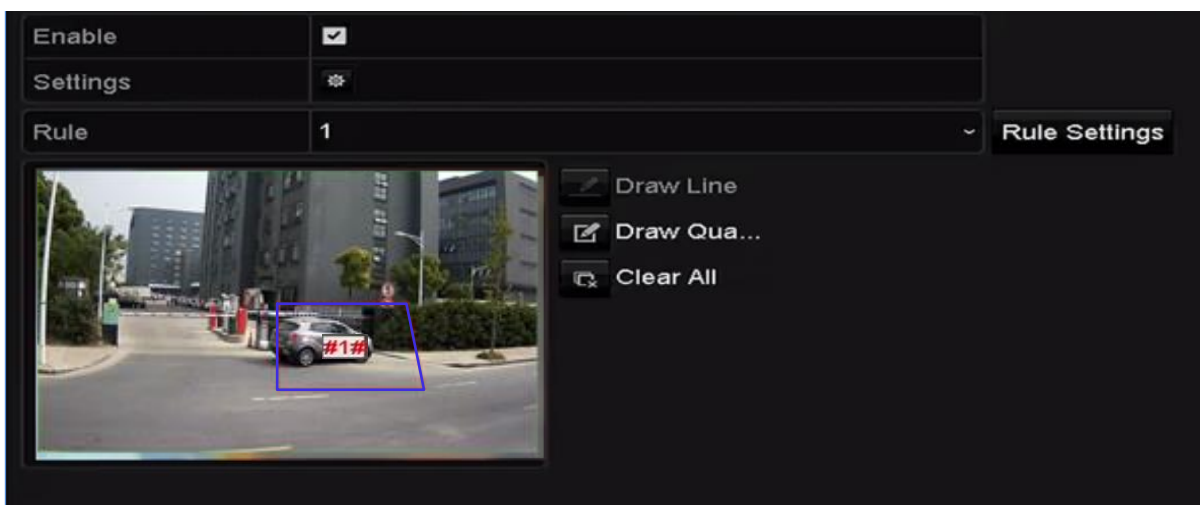 Enable
Settings
Rule 1 Rule Settings
Draw Line
Draw Qua...
Clear All
#1#